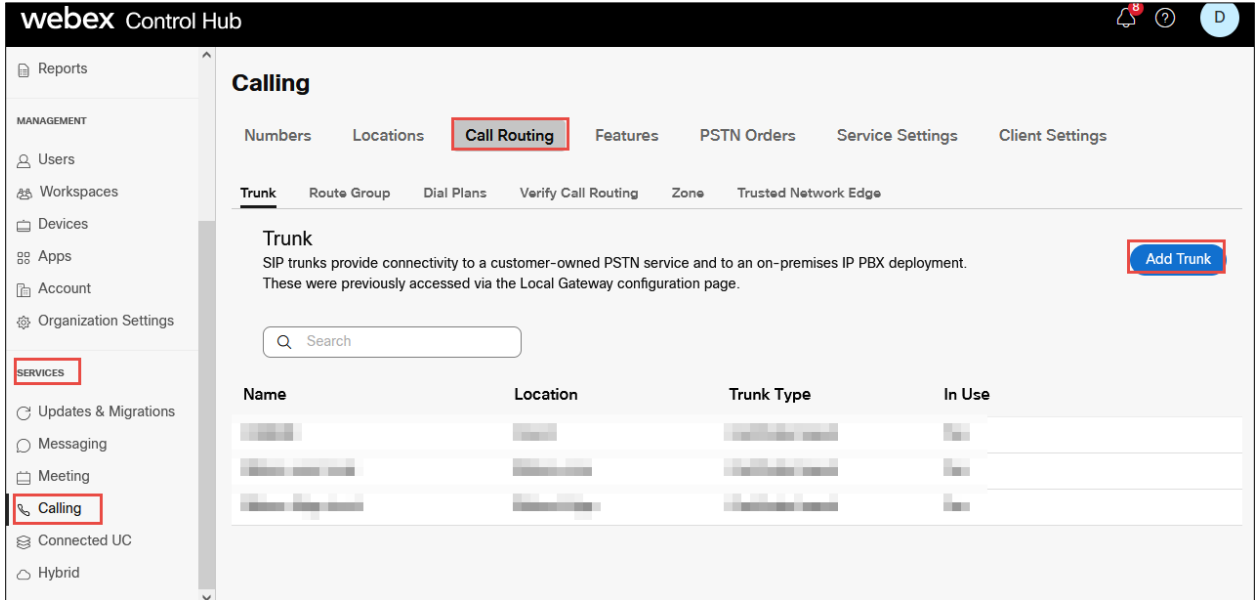 webex Control Hub
8
D
Reports
MANAGEMENT
Users
Workspaces
Devices
Apps
Account
Organization Settings
SERVICES
Updates & Migrations
Messaging
Meeting
Calling
Connected UC
Hybrid
Calling
Numbers Locations Call Routing Features PSTN Orders Service Settings Client Settings
Trunk Route Group Dial Plans Verify Call Routing Zone Trusted Network Edge
Trunk
SIP trunks provide connectivity to a customer-owned PSTN service and to an on-premises IP PBX deployment.
These were previously accessed via the Local Gateway configuration page.
Add Trunk
Search
Name Location Trunk Type In Use